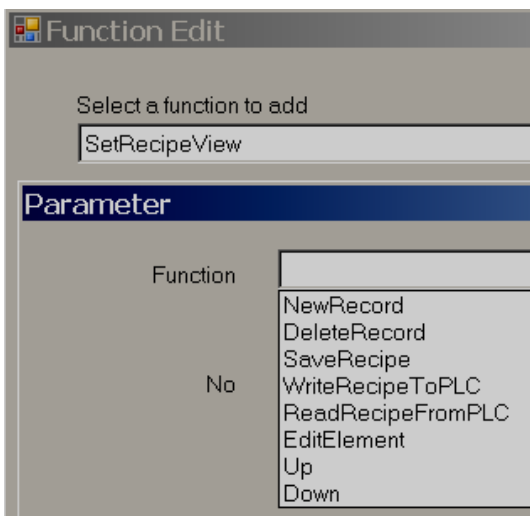 Function Edit
Select a function to add
SetRecipeView
Parameter
Function
NewRecord
DeleteRecord
SaveRecipe
No
WriteRecipeToPLC
ReadRecipeFromPLC
EditElement
Up
Down